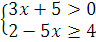 3x + 5 > 0
2 − 5x ≥ 4